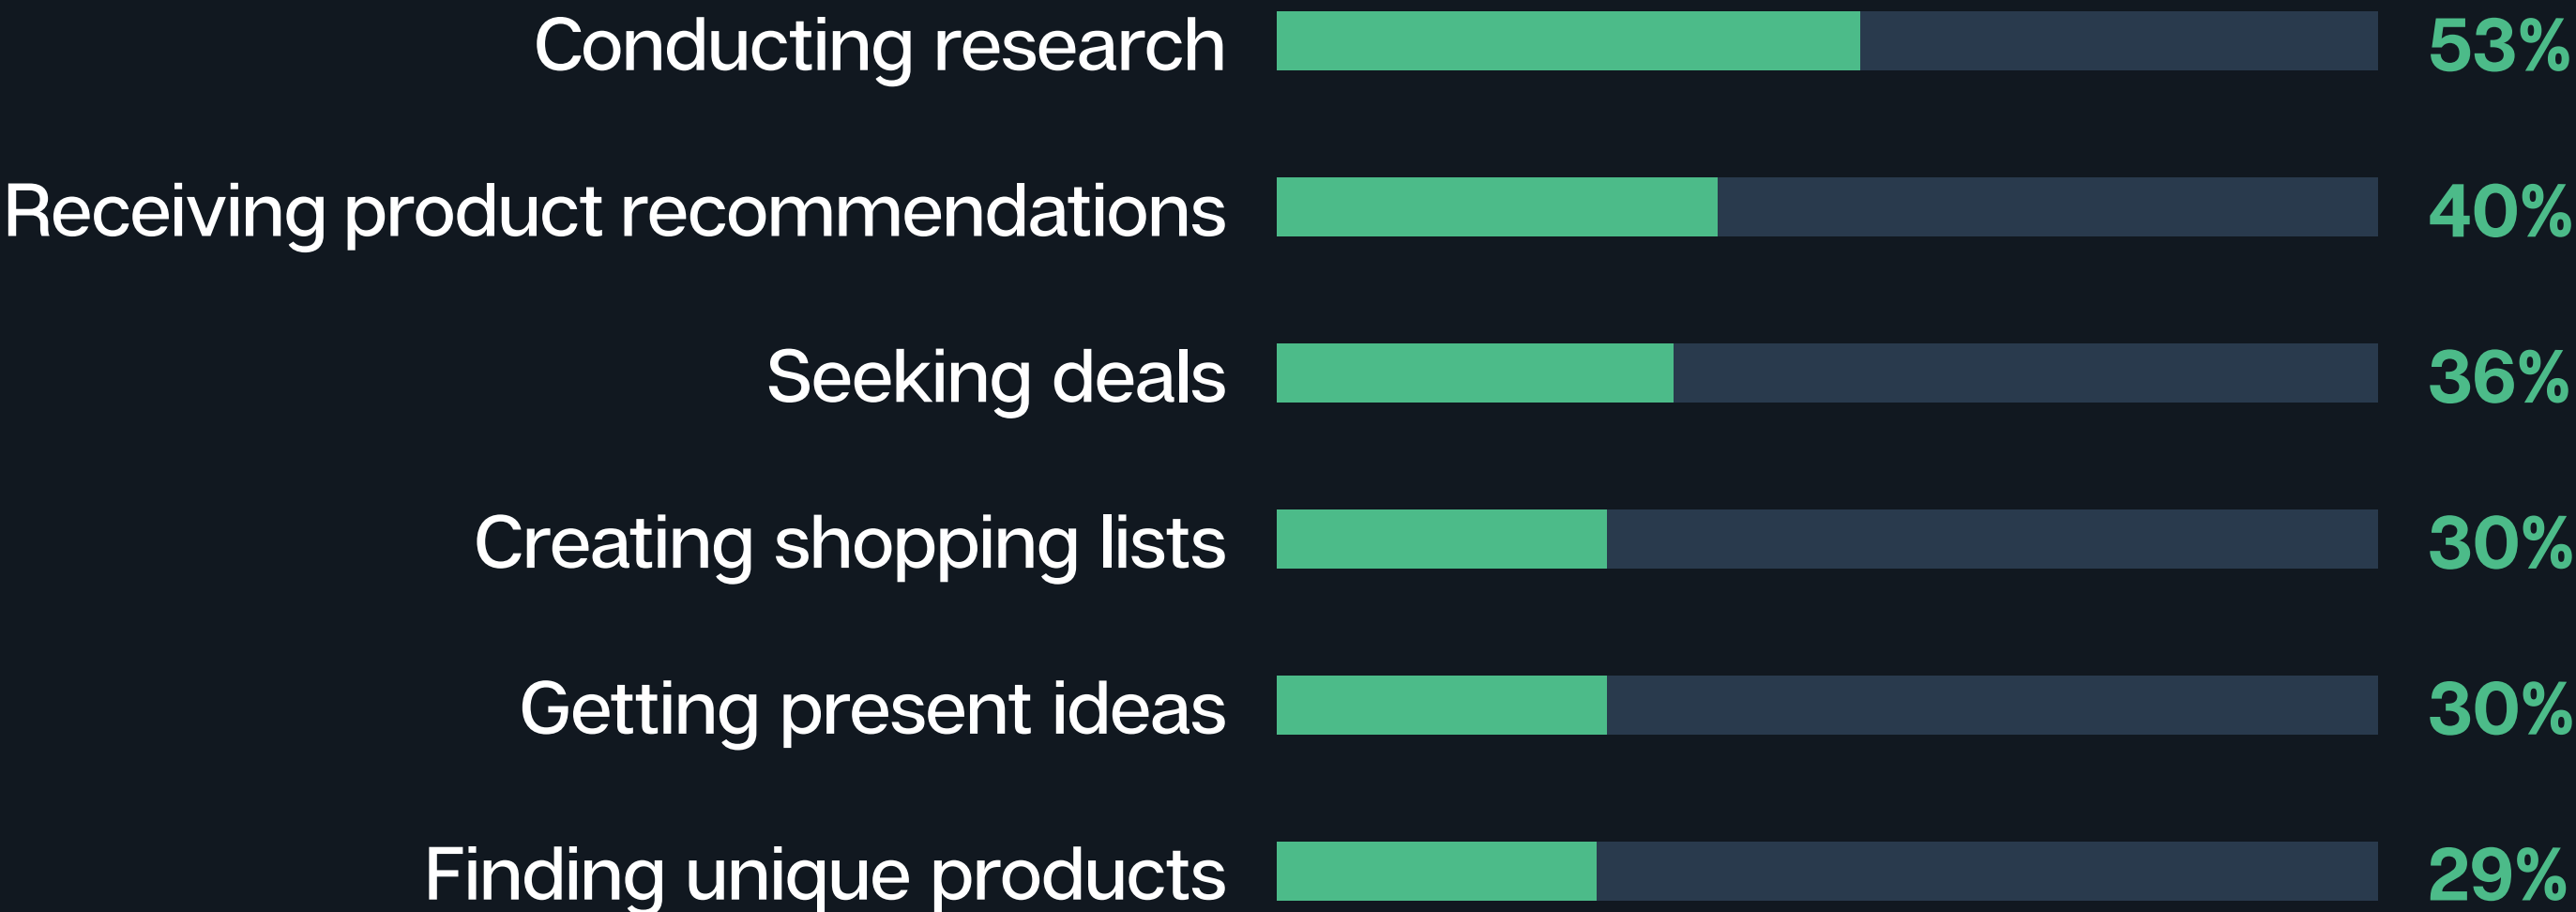 Conducting research 53%
Receiving product recommendations 40%
Seeking deals 36%
Creating shopping lists 30%
Getting present ideas 30%
Finding unique products 29%